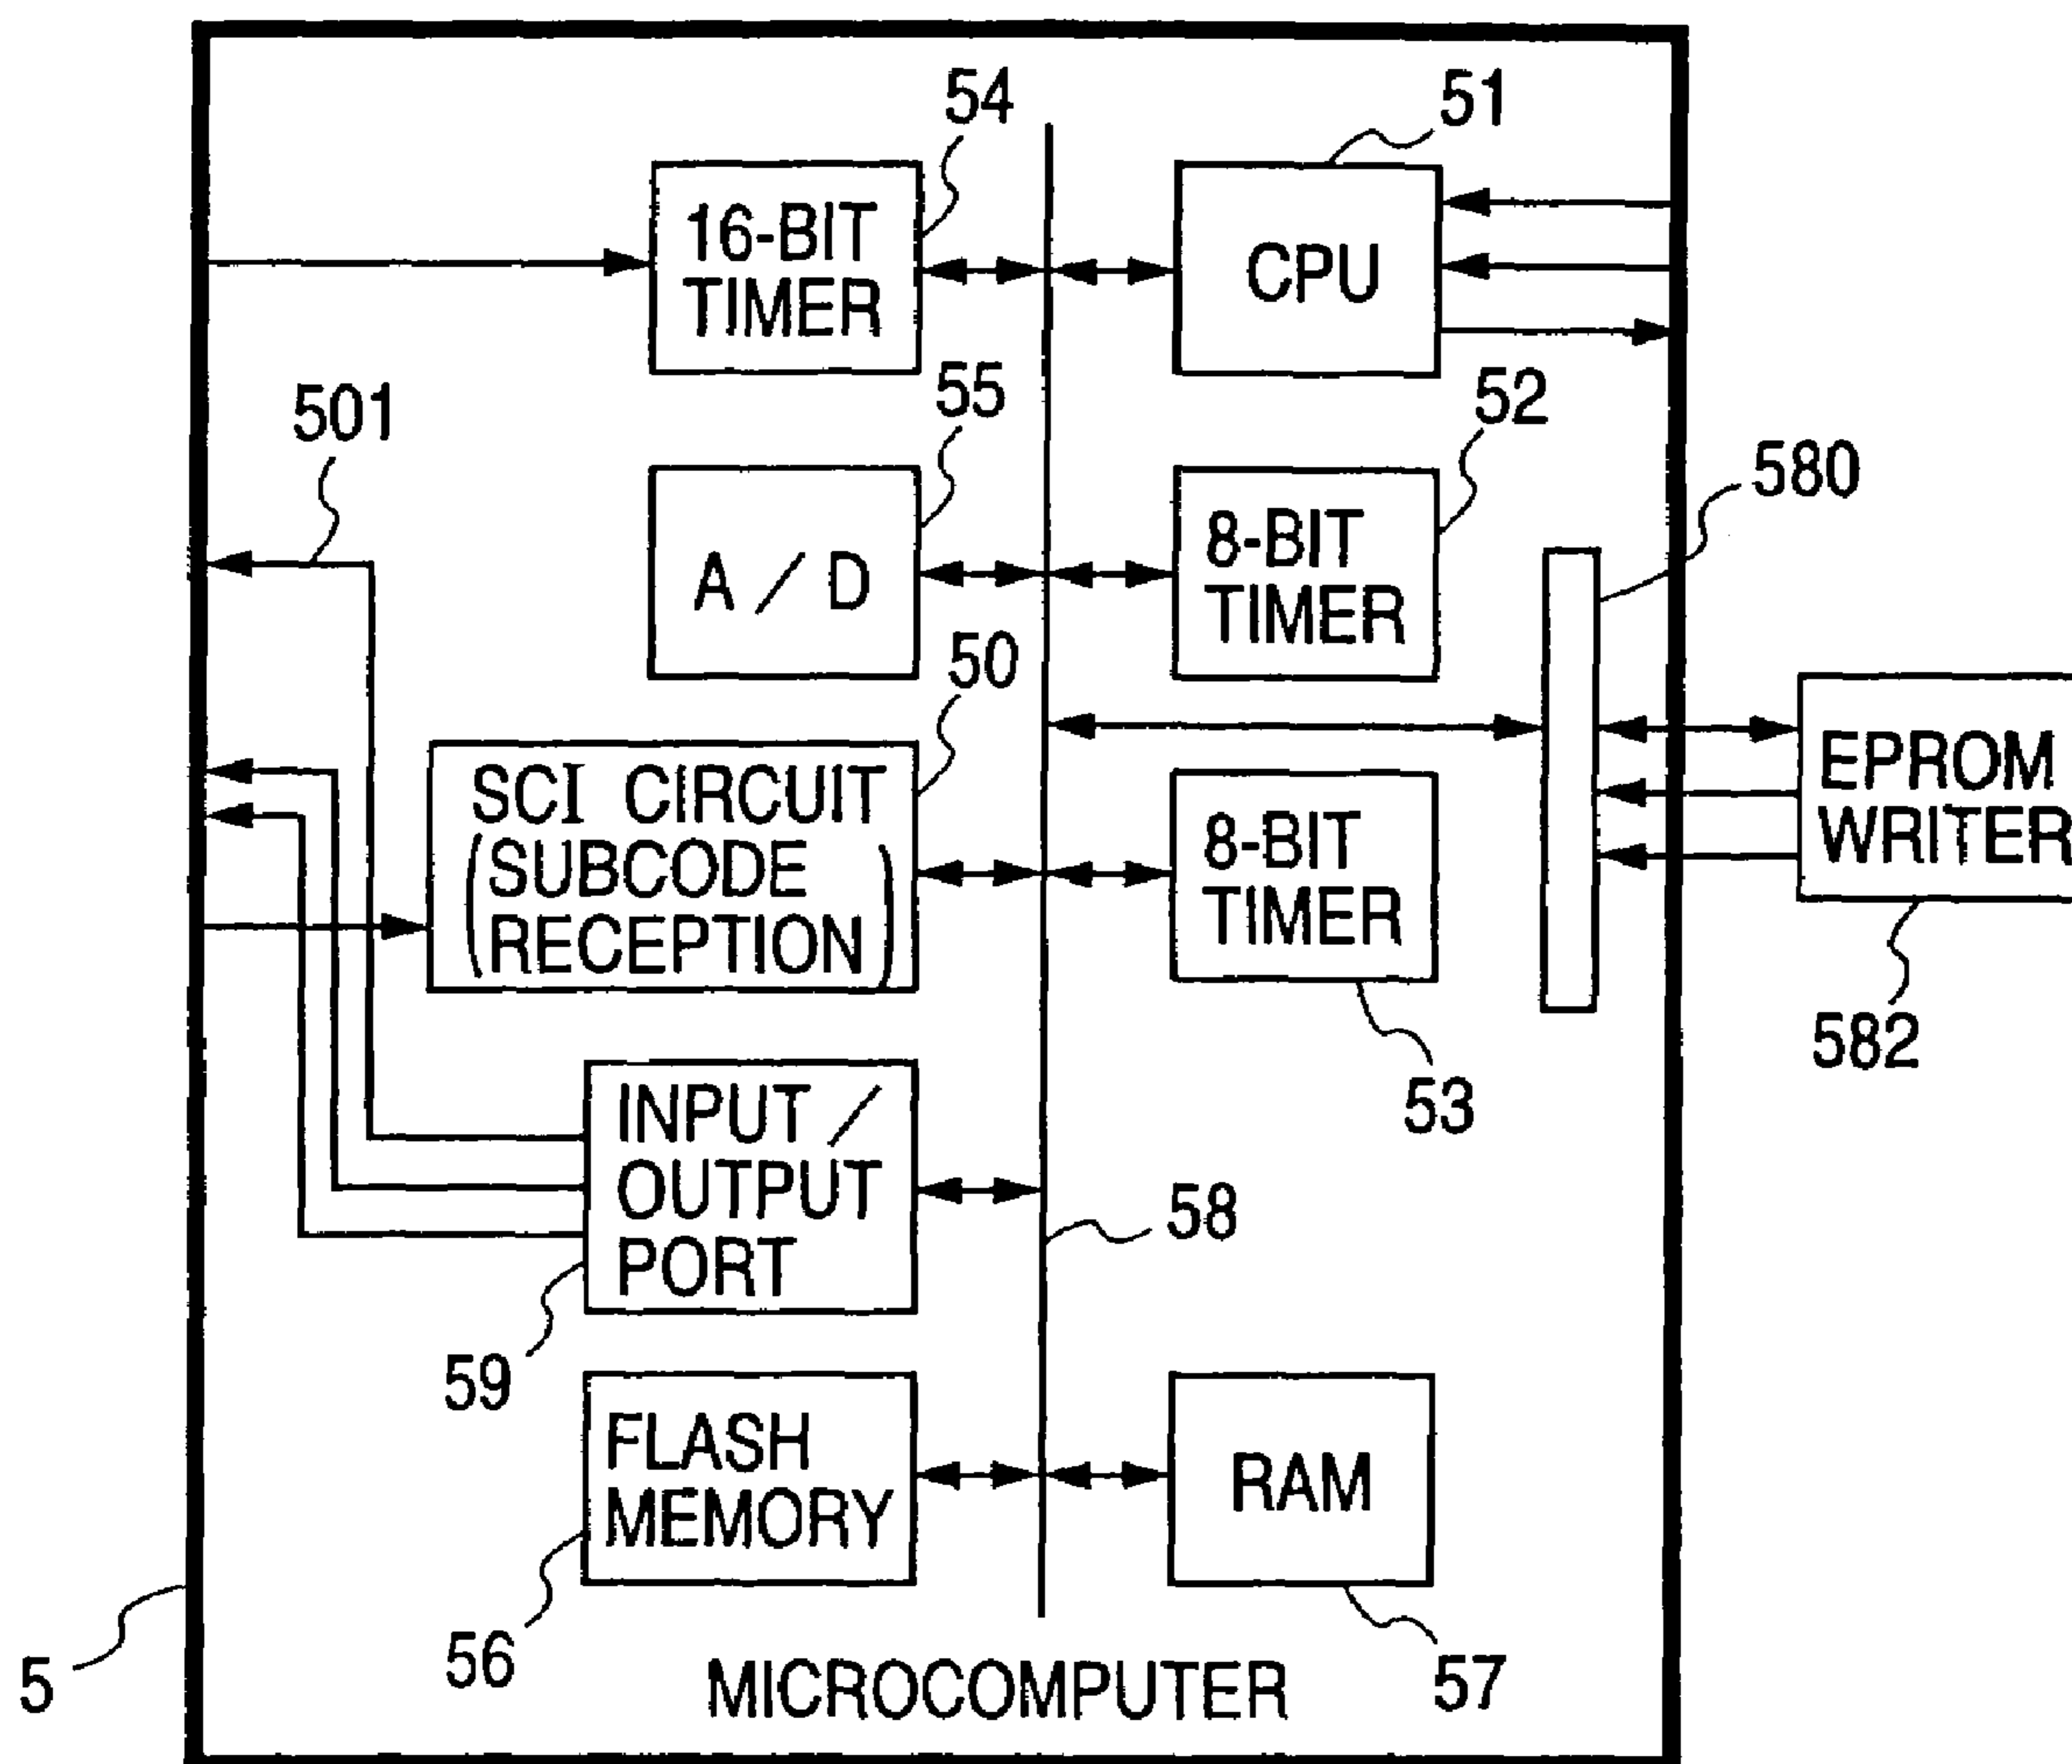 54
51
16-BIT
TIMER
CPU
501
55
52
580
A / D
8-BIT
TIMER
50
SCI CIRCUIT
(SUBCODE
RECEPTION)
8-BIT
TIMER
EPROM
WRITER
582
53
INPUT /
OUTPUT
PORT
58
59
FLASH
MEMORY
RAM
56
57
5
MICROCOMPUTER